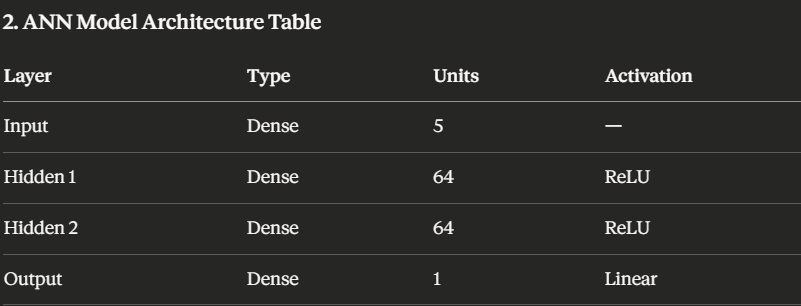 2. ANN Model Architecture Table
Layer Type Units Activation
Input Dense 5 —
Hidden 1 Dense 64 ReLU
Hidden 2 Dense 64 ReLU
Output Dense 1 Linear